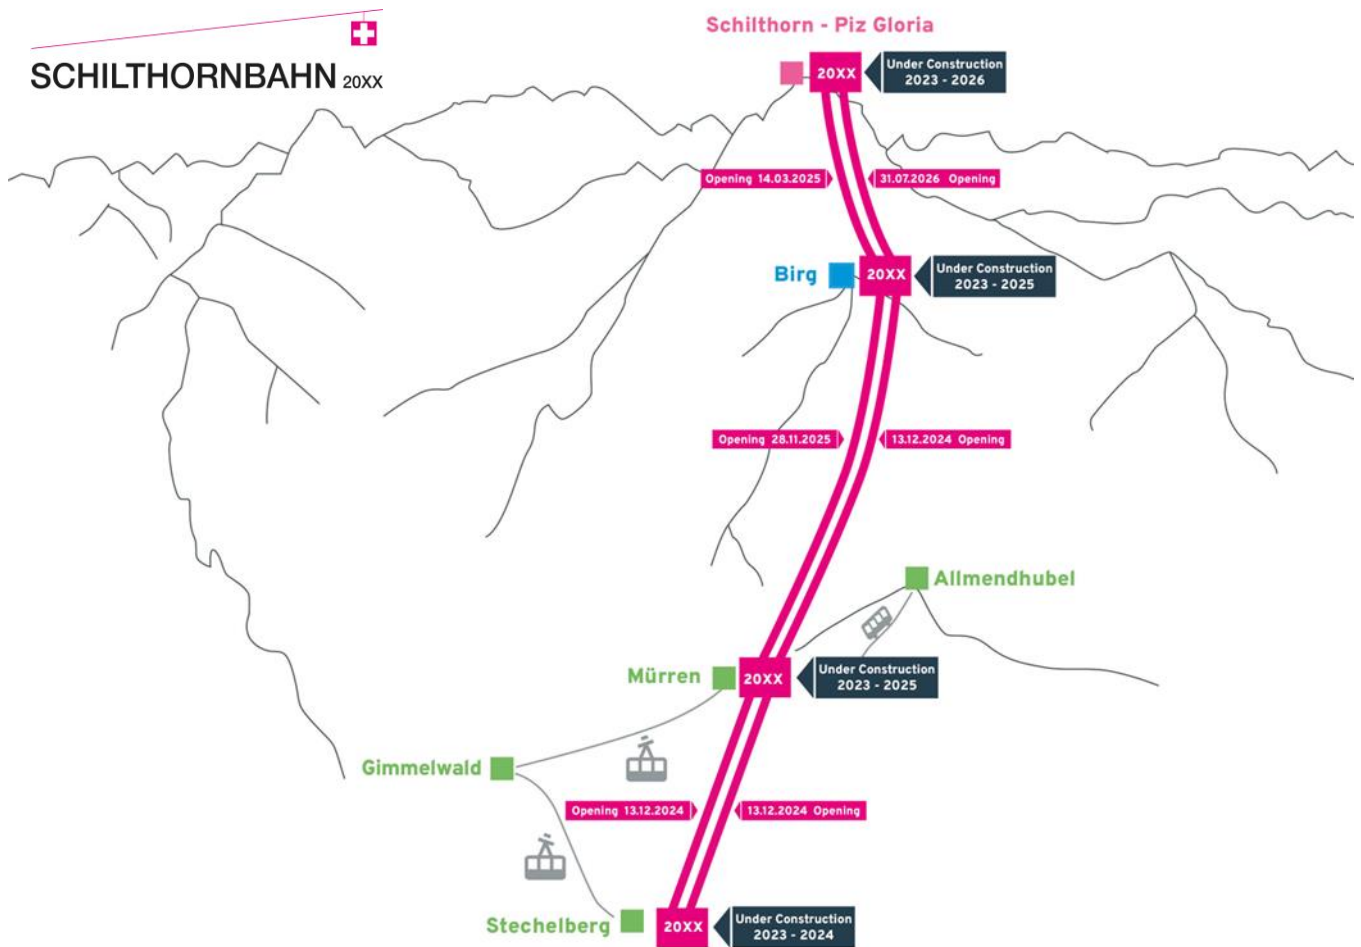 SCHILTHORNBAHN 20XX
Schilthorn - Piz Gloria
20XX
Under Construction
2023 - 2026
Opening 14.03.2025
31.07.2026 Opening
Birg
20XX
Under Construction
2023 - 2025
Opening 28.11.2025
13.12.2024 Opening
Allmendhubel
Mürren
20XX
Under Construction
2023 - 2025
Gimmelwald
Opening 13.12.2024
13.12.2024 Opening
Stechelberg
20XX
Under Construction
2023 - 2024